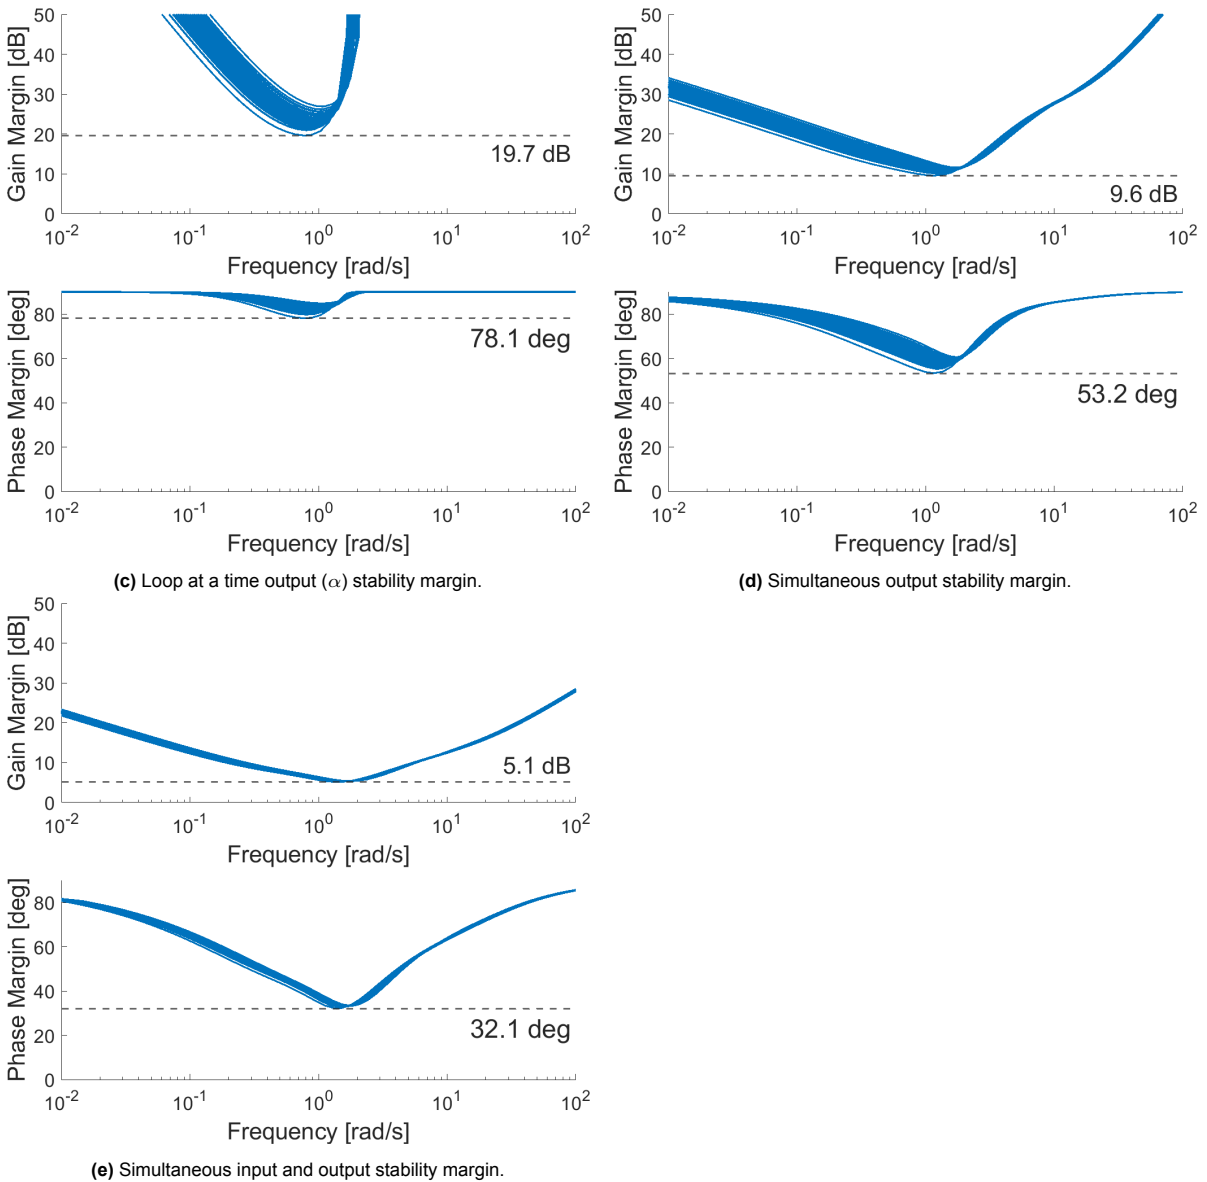 50
40
30
20
10
0
Gain Margin [dB]
19.7 dB
10-2 10-1 100 101 102
Frequency [rad/s]
50
40
30
20
10
0
Gain Margin [dB]
9.6 dB
10-2 10-1 100 101 102
Frequency [rad/s]
80
60
40
20
0
Phase Margin [deg]
78.1 deg
10-2 10-1 100 101 102
Frequency [rad/s]
80
60
40
20
0
Phase Margin [deg]
53.2 deg
10-2 10-1 100 101 102
Frequency [rad/s]
(c) Loop at a time output (α) stability margin.
(d) Simultaneous output stability margin.
50
40
30
20
10
0
Gain Margin [dB]
5.1 dB
10-2 10-1 100 101 102
Frequency [rad/s]
80
60
40
20
0
Phase Margin [deg]
32.1 deg
10-2 10-1 100 101 102
Frequency [rad/s]
(e) Simultaneous input and output stability margin.